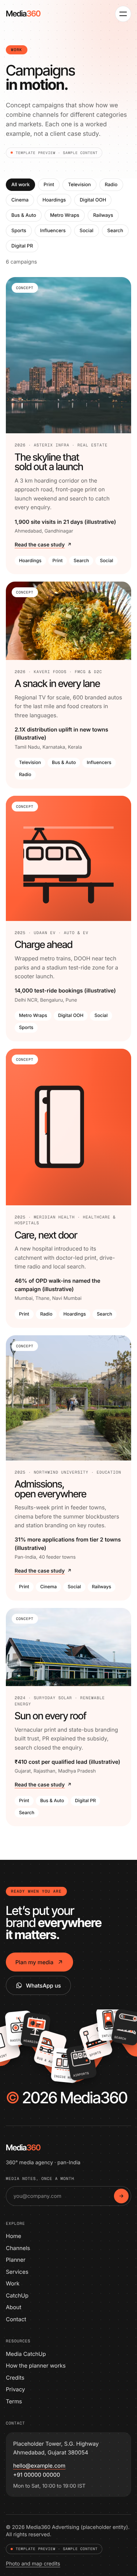 Media360
WORK
Campaigns
in motion.
Concept campaigns that show how we
combine channels for different categories
and markets. Each one is a worked
example, not a client case study.
TEMPLATE PREVIEW · SAMPLE CONTENT
All work
Print
Television
Radio
Cinema
Hoardings
Digital OOH
Bus & Auto
Metro Wraps
Railways
Sports
Influencers
Social
Search
Digital PR
6 campaigns
CONCEPT
2026 · ARTERIX INFRA · REAL ESTATE
The skyline that
sold out a launch
A 3 km hoarding corridor on the
approach road, front-page print on
launch weekend and search to catch
every enquiry.
1,900 site visits in 21 days (illustrative)
Ahmedabad, Gandhinagar
Read the case study ↗
Hoardings
Print
Search
Social
CONCEPT
2026 · KAVERI FOODS · FMCG & D2C
A snack in every lane
Regional TV for scale, 600 branded autos
for the last mile and food creators in
three languages.
2.1X distribution uplift in new towns
(illustrative)
Tamil Nadu, Karnataka, Kerala
Television
Bus & Auto
Influencers
Radio
CONCEPT
2025 · URAAN EV · AUTO & EV
Charge ahead
Wrapped metro trains, DOOH near tech
parks and a stadium test-ride zone for a
scooter launch.
14,000 test-ride bookings (illustrative)
Delhi NCR, Bengaluru, Pune
Metro Wraps
Digital OOH
Social
Sports
CONCEPT
2025 · MERIDIAN HEALTH · HEALTHCARE &
HOSPITALS
Care, next door
A new hospital introduced to its
catchment with doctor-led print, drive-
time radio and local search.
46% of OPD walk-ins named the
campaign (illustrative)
Mumbai, Thane, Navi Mumbai
Print
Radio
Hoardings
Search
CONCEPT
2025 · NORTHWIND UNIVERSITY · EDUCATION
Admissions,
open everywhere
Results-week print in feeder towns,
cinema before the summer blockbusters
and station branding on key routes.
31% more applications from tier 2 towns
(illustrative)
Pan-India, 40 feeder towns
Read the case study ↗
Print
Cinema
Social
Railways
CONCEPT
2024 · SURYODAY SOLAR · RENEWABLE
ENERGY
Sun on every roof
Vernacular print and state-bus branding
built trust, PR explained the subsidy,
search closed the enquiry.
₹410 cost per qualified lead (illustrative)
Gujarat, Rajasthan, Madhya Pradesh
Read the case study ↗
Print
Bus & Auto
Digital PR
Search
READY WHEN YOU ARE
Let's put your
brand everywhere
it matters.
Plan my media ↗
WhatsApp us
© 2026 Media360
Media360
360° media agency · pan-India
MEDIA NOTES, ONCE A MONTH
you@company.com
EXPLORE
Home
Channels
Planner
Services
Work
CatchUp
About
Contact
RESOURCES
Media CatchUp
How the planner works
Credits
Privacy
Terms
CONTACT
Placeholder Tower, S.G. Highway
Ahmedabad, Gujarat 380054
hello@example.com
+91 00000 00000
Mon to Sat, 10:00 to 19:00 IST
© 2026 Media360 Advertising (placeholder entity).
All rights reserved.
TEMPLATE PREVIEW · SAMPLE CONTENT
Photo and map credits